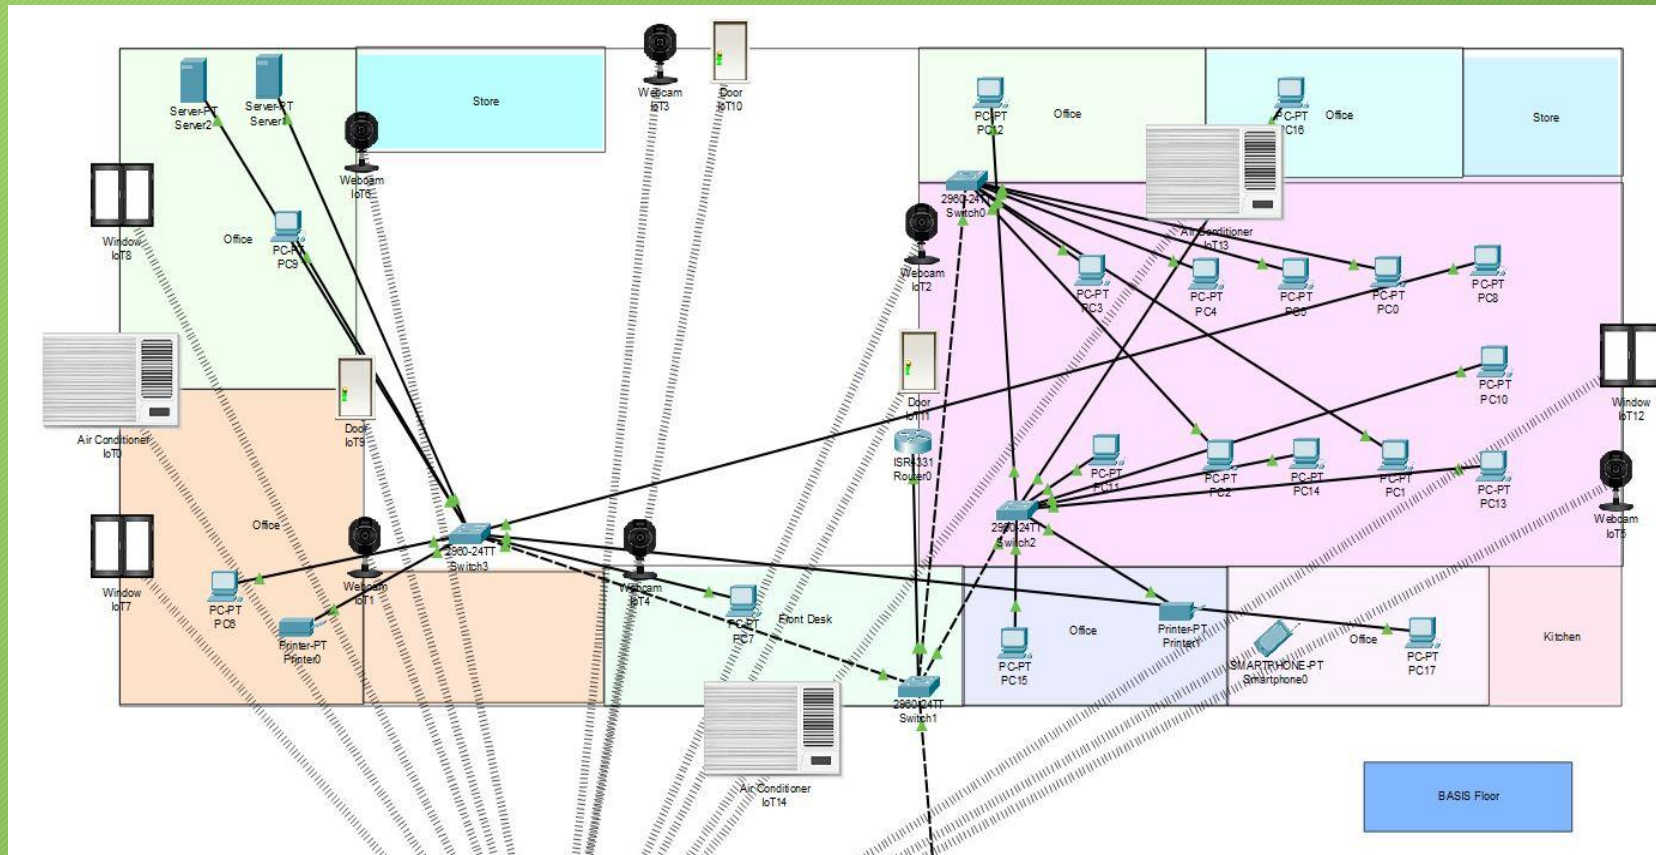 Server-PT
Server2
Server-PT
Store
Webcam
IoT3
Door
IoT10
PC-PT
Office
PC-PT
PC16
Office
Store
Webcam
2960-24TT
Switch0
Window
IoT8
Office
PC9
Air Conditioner
IoT13
Webcam
IoT2
PC-PT
PC3
PC-PT
PC4
PC-PT
PC-PT
PC0
PC-PT
PC8
Air Conditioner
IoT0
Door
IoT9
Door
IoT11
PC-PT
PC10
Window
IoT12
ISR4331
Router0
PC-PT
PC11
PC-PT
PC2
PC-PT
PC14
PC-PT
PC1
PC-PT
PC13
Office
2960-24TT
Switch3
2960-24TT
Switch2
Webcam
IoT5
Window
IoT7
Webcam
IoT1
Webcam
IoT4
PC-PT
PC6
Printer-PT
Printer0
PC-PT
PC7
Front Desk
PC-PT
PC15
Office
Printer-PT
Printer1
SMARTPHONE-PT
Smartphone0
Office
PC-PT
PC17
Kitchen
2960-24TT
Switch1
Air Conditioner
IoT14
BASIS Floor